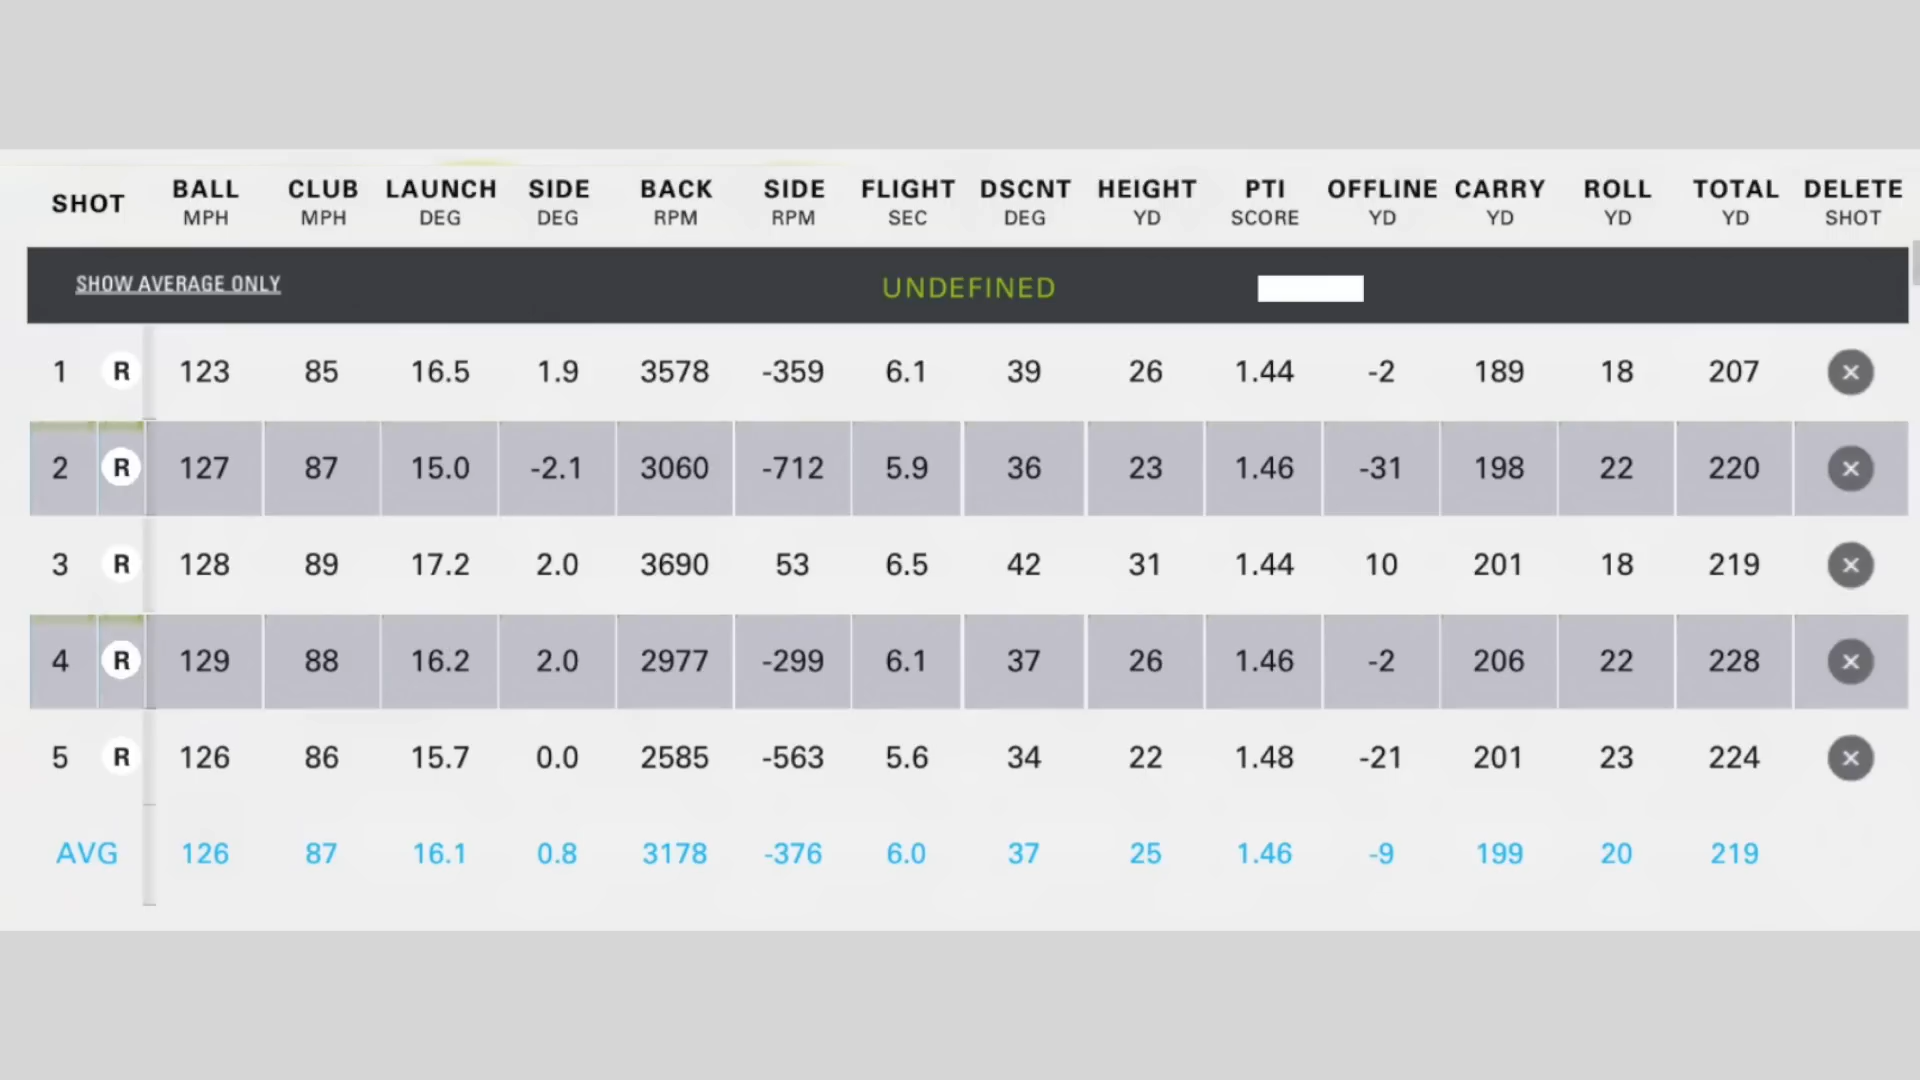 SHOT BALL CLUB LAUNCH SIDE BACK SIDE FLIGHT DSCNT HEIGHT PTI OFFLINE CARRY ROLL TOTAL DELETE
MPH MPH DEG DEG RPM RPM SEC DEG YD SCORE YD YD YD YD SHOT
SHOW AVERAGE ONLY UNDEFINED
1 R 123 85 16.5 1.9 3578 -359 6.1 39 26 1.44 -2 189 18 207
2 R 127 87 15.0 -2.1 3060 -712 5.9 36 23 1.46 -31 198 22 220
3 R 128 89 17.2 2.0 3690 53 6.5 42 31 1.44 10 201 18 219
4 R 129 88 16.2 2.0 2977 -299 6.1 37 26 1.46 -2 206 22 228
5 R 126 86 15.7 0.0 2585 -563 5.6 34 22 1.48 -21 201 23 224
AVG 126 87 16.1 0.8 3178 -376 6.0 37 25 1.46 -9 199 20 219